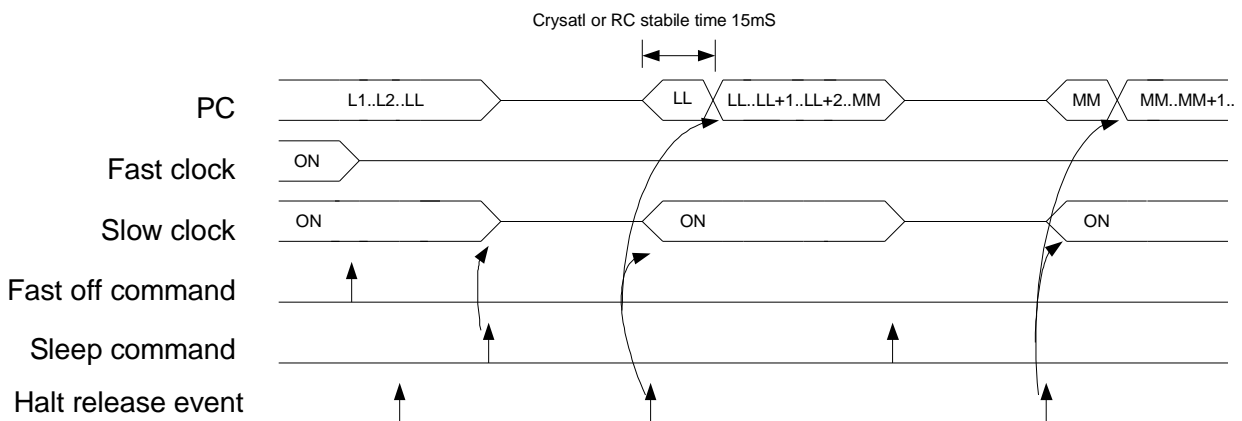 Crysatl or RC stabile time 15mS
PC L1..L2..LL LL LL..LL+1..LL+2..MM MM MM..MM+1..
Fast clock ON
Slow clock ON ON ON
Fast off command
Sleep command
Halt release event